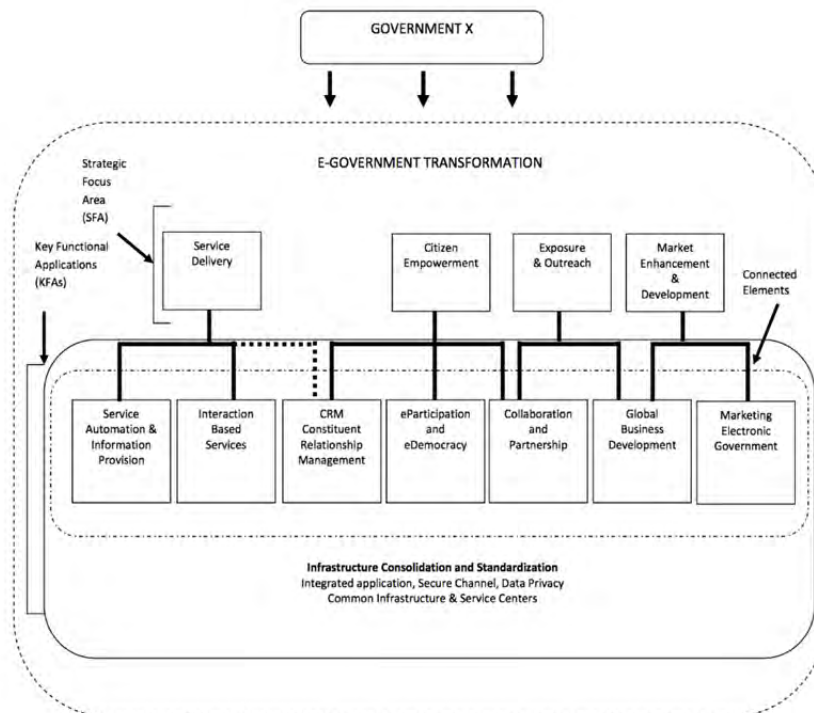 GOVERNMENT X
E-GOVERNMENT TRANSFORMATION
Strategic
Focus
Area
(SFA)
Key Functional
Applications
(KFAs)
Service
Delivery
Citizen
Empowerment
Exposure
& Outreach
Market
Enhancement
&
Development
Connected
Elements
Service
Automation &
Information
Provision
Interaction
Based
Services
CRM
Constituent
Relationship
Management
eParticipation
and
eDemocracy
Collaboration
and
Partnership
Global
Business
Development
Marketing
Electronic
Government
Infrastructure Consolidation and Standardization
Integrated application, Secure Channel, Data Privacy
Common Infrastructure & Service Centers